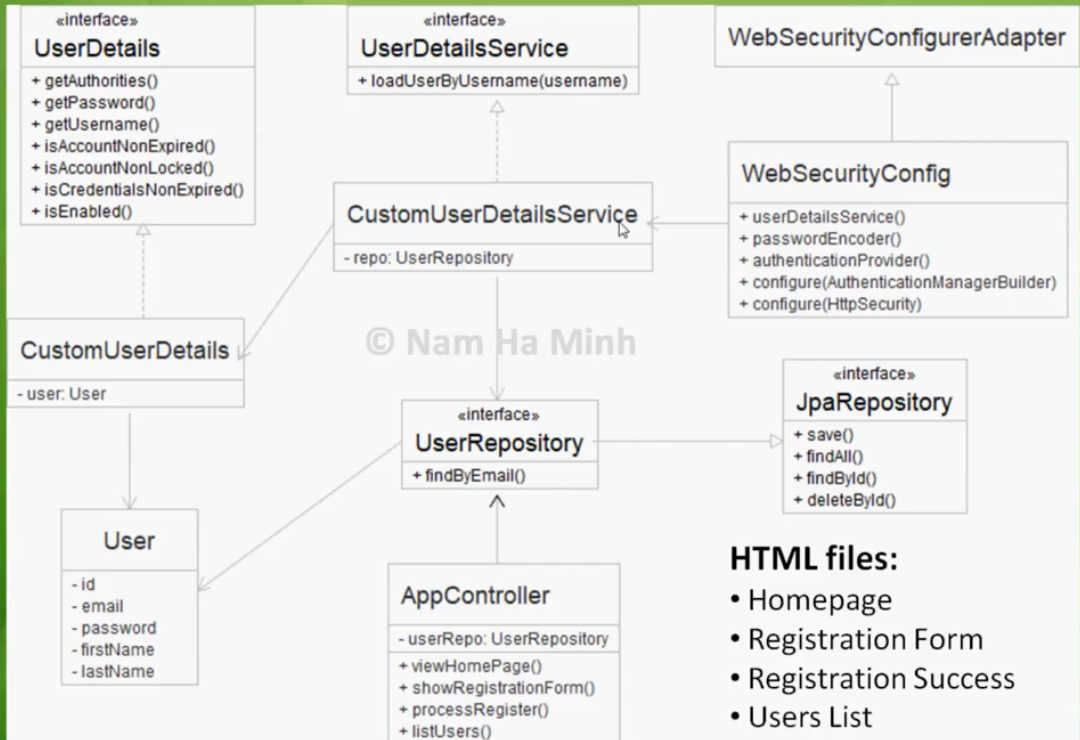 «interface»
UserDetails
+ getAuthorities()
+ getPassword()
+ getUsername()
+ isAccountNonExpired()
+ isAccountNonLocked()
+ isCredentialsNonExpired()
+ isEnabled()
«interface»
UserDetailsService
+ loadUserByUsername(username)
WebSecurityConfigurerAdapter
CustomUserDetailsService
- repo: UserRepository
WebSecurityConfig
+ userDetailsService()
+ passwordEncoder()
+ authenticationProvider()
+ configure(AuthenticationManagerBuilder)
+ configure(HttpSecurity)
© Nam Ha Minh
CustomUserDetails
- user: User
«interface»
UserRepository
+ findByEmail()
«interface»
JpaRepository
+ save()
+ findAll()
+ findById()
+ deleteById()
User
- id
- email
- password
- firstName
- lastName
AppController
- userRepo: UserRepository
+ viewHomePage()
+ showRegistrationForm()
+ processRegister()
+ listUsers()
HTML files:
• Homepage
• Registration Form
• Registration Success
• Users List